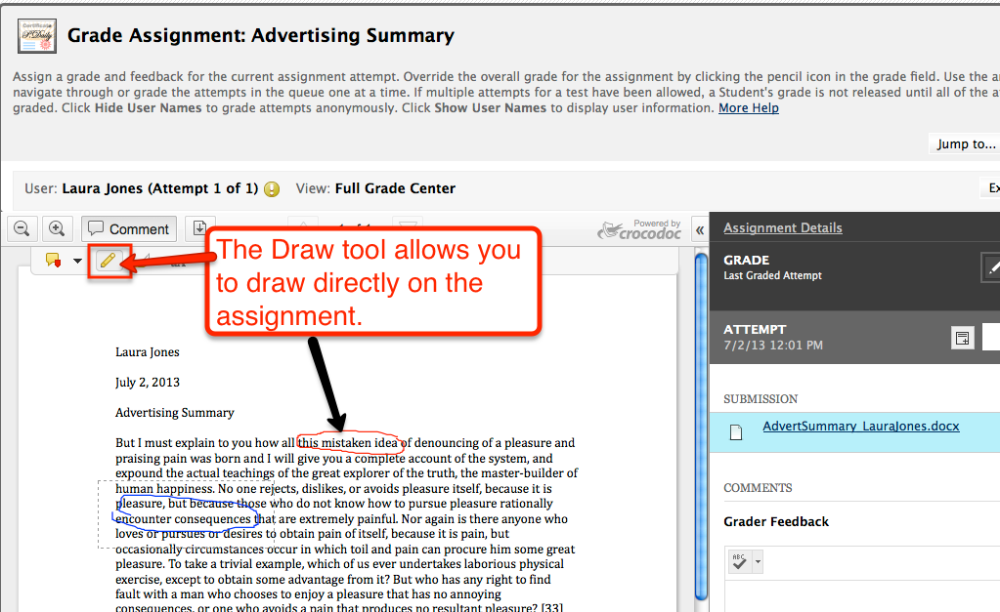 Grade Assignment: Advertising Summary
Assign a grade and feedback for the current assignment attempt. Override the overall grade for the assignment by clicking the pencil icon in the grade field. Use the
navigate through or grade the attempts in the queue one at a time. If multiple attempts for a test have been allowed, a Student's grade is not released until all of the
graded. Click Hide User Names to grade attempts anonymously. Click Show User Names to display user information. More Help
Jump to...
User: Laura Jones (Attempt 1 of 1) View: Full Grade Center
Comment
Powered by
crocodoc
«
Assignment Details
The Draw tool allows you
to draw directly on the
assignment.
GRADE
Last Graded Attempt
ATTEMPT
7/2/13 12:01 PM
Laura Jones
July 2, 2013
Advertising Summary
But I must explain to you how all this mistaken idea of denouncing of a pleasure and
praising pain was born and I will give you a complete account of the system, and
expound the actual teachings of the great explorer of the truth, the master-builder of
human happiness. No one rejects, dislikes, or avoids pleasure itself, because it is
pleasure, but because those who do not know how to pursue pleasure rationally
encounter consequences that are extremely painful. Nor again is there anyone who
loves or pursues or desires to obtain pain of itself, because it is pain, but
occasionally circumstances occur in which toil and pain can procure him some great
pleasure. To take a trivial example, which of us ever undertakes laborious physical
exercise, except to obtain some advantage from it? But who has any right to find
fault with a man who chooses to enjoy a pleasure that has no annoying
consequences, or one who avoids a pain that produces no resultant pleasure? [33]
SUBMISSION
AdvertSummary_LauraJones.docx
COMMENTS
Grader Feedback
ABC